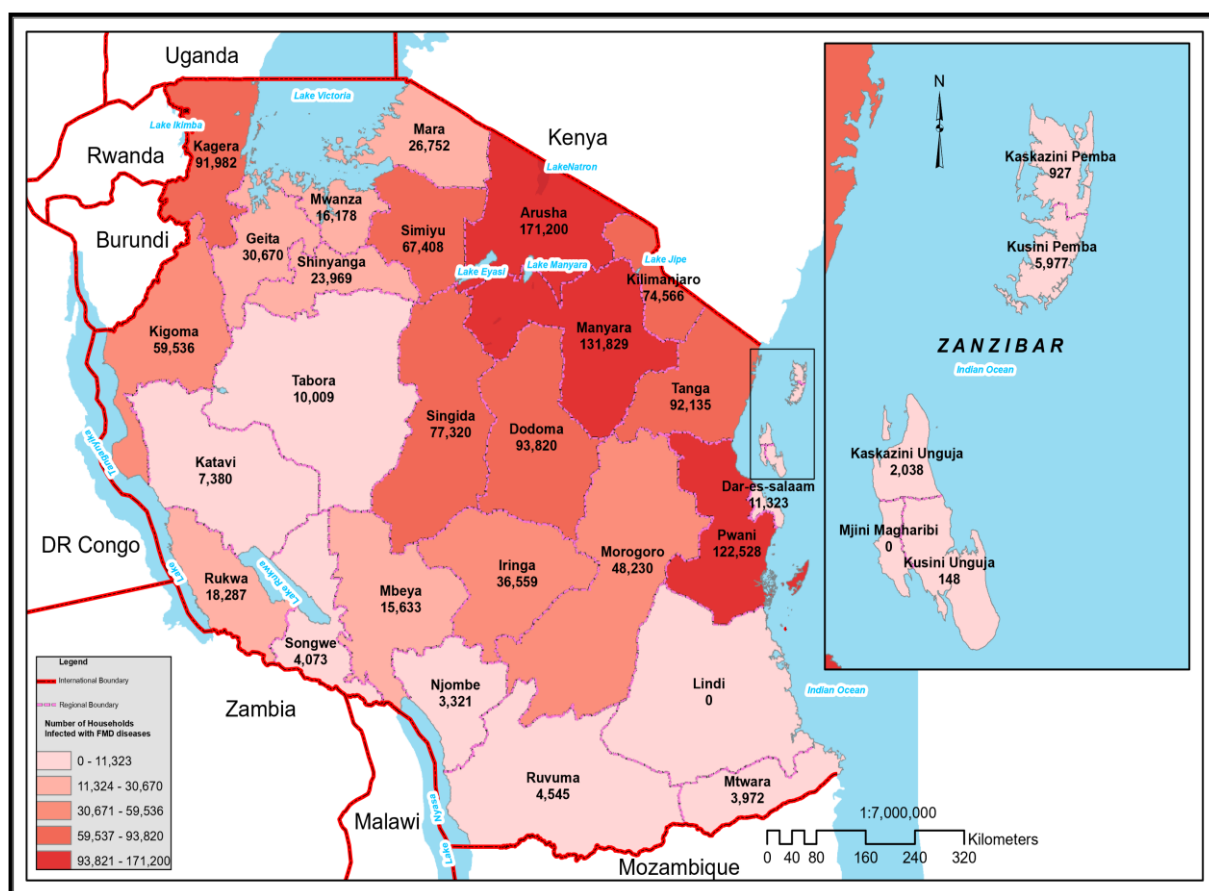 Uganda
Lake Victoria
Lake Ikimba
Kagera
91,982
Mara
26,752
Kenya
Rwanda
LakeNatron
Mwanza
16,178
Arusha
171,200
Burundi
Geita
30,670
Simiyu
67,408
Shinyanga
23,969
Lake Eyasi
Lake Manyara
Lake Jipe
Kilimanjaro
74,566
Kigoma
59,536
Manyara
131,829
Tabora
10,009
Tanga
92,135
Singida
77,320
Dodoma
93,820
Tanganyika
Lake
Katavi
7,380
Dar-es-salaam
11,323
DR Congo
Pwani
122,528
Rukwa
18,287
Lake Rukwa
Mbeya
15,633
Iringa
36,559
Morogoro
48,230
Songwe
4,073
Njombe
3,321
Lindi
0
Indian Ocean
Zambia
Ruvuma
4,545
Mtwara
3,972
Malawi
Nyasa
Lake
Mozambique
N
Kaskazini Pemba
927
Kusini Pemba
5,977
ZANZIBAR
Indian Ocean
Kaskazini Unguja
2,038
Mjini Magharibi
0
Kusini Unguja
148
Legend
International Boundary
Regional Boundary
Number of Households
Infected with FMD diseases
0 - 11,323
11,324 - 30,670
30,671 - 59,536
59,537 - 93,820
93,821 - 171,200
1:7,000,000
Kilometers
0 40 80 160 240 320